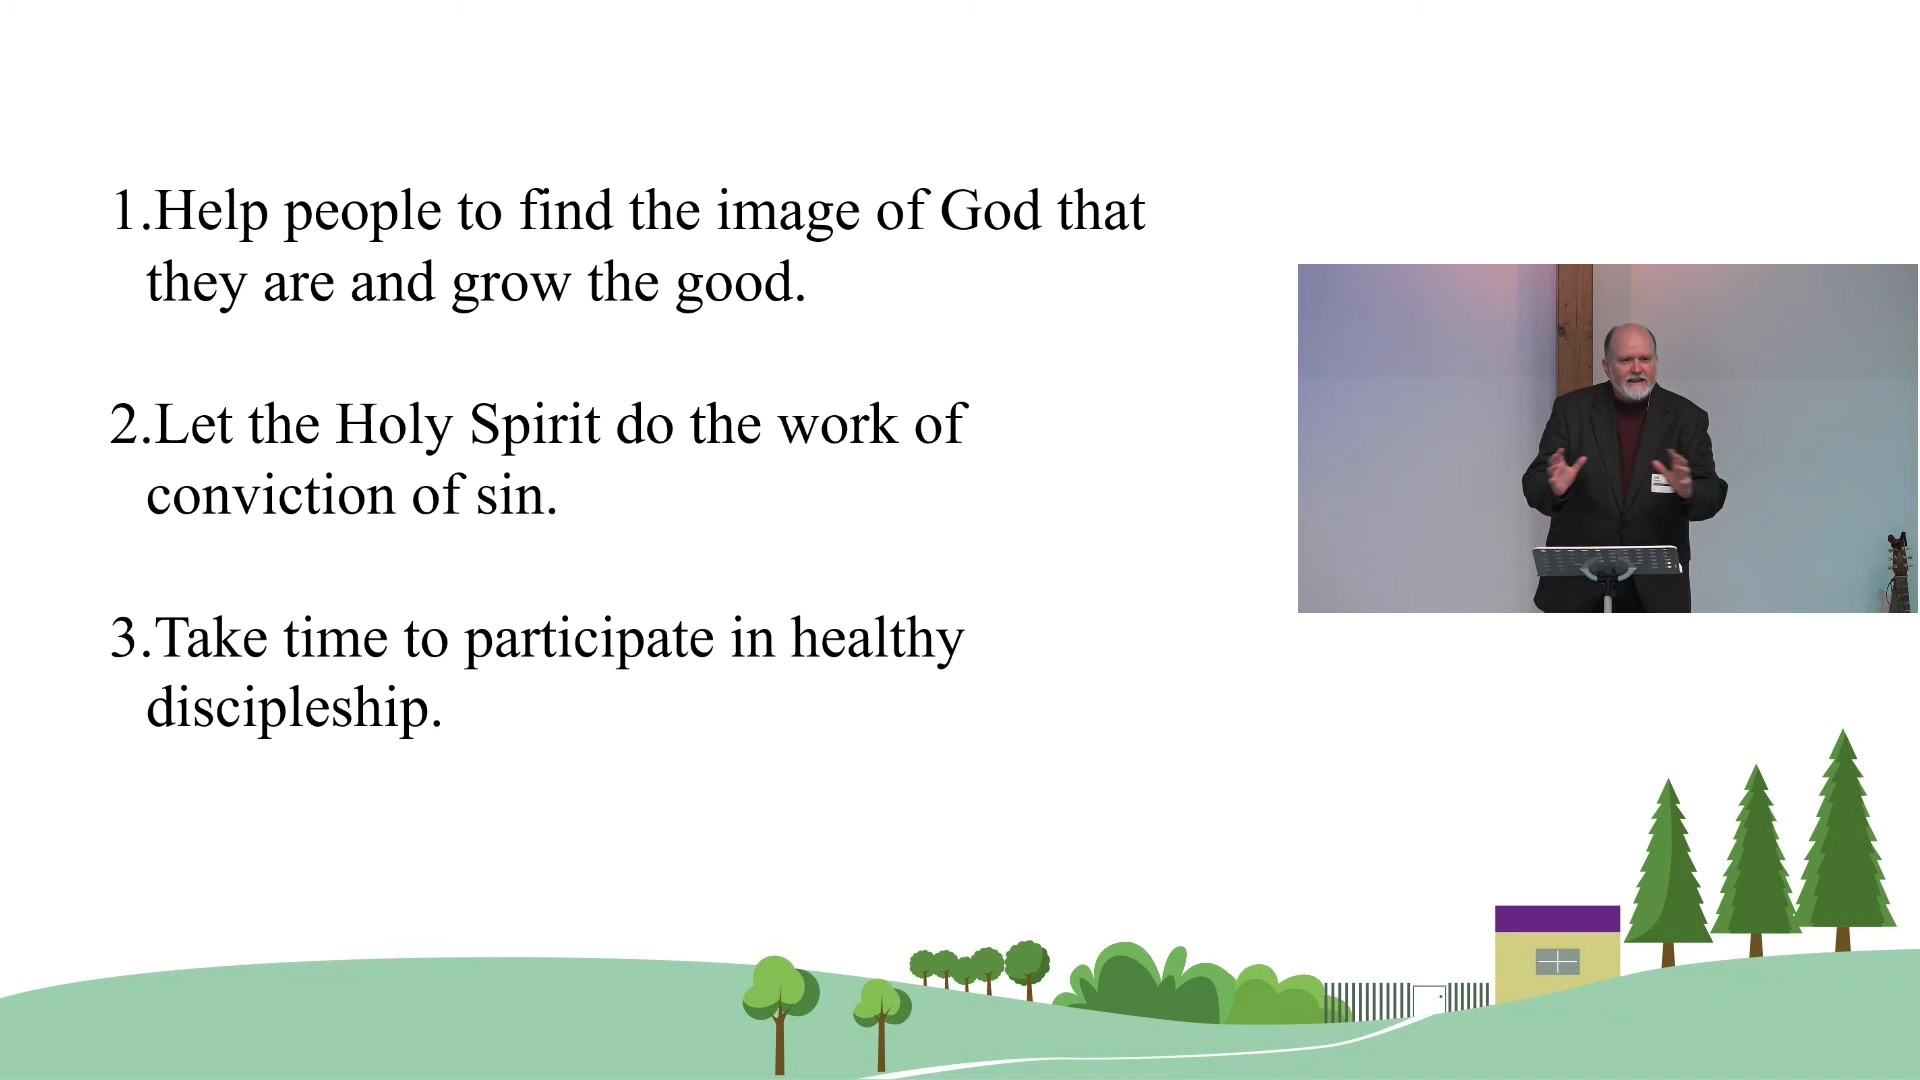 1.Help people to find the image of God that
they are and grow the good.
2.Let the Holy Spirit do the work of
conviction of sin.
3.Take time to participate in healthy
discipleship.